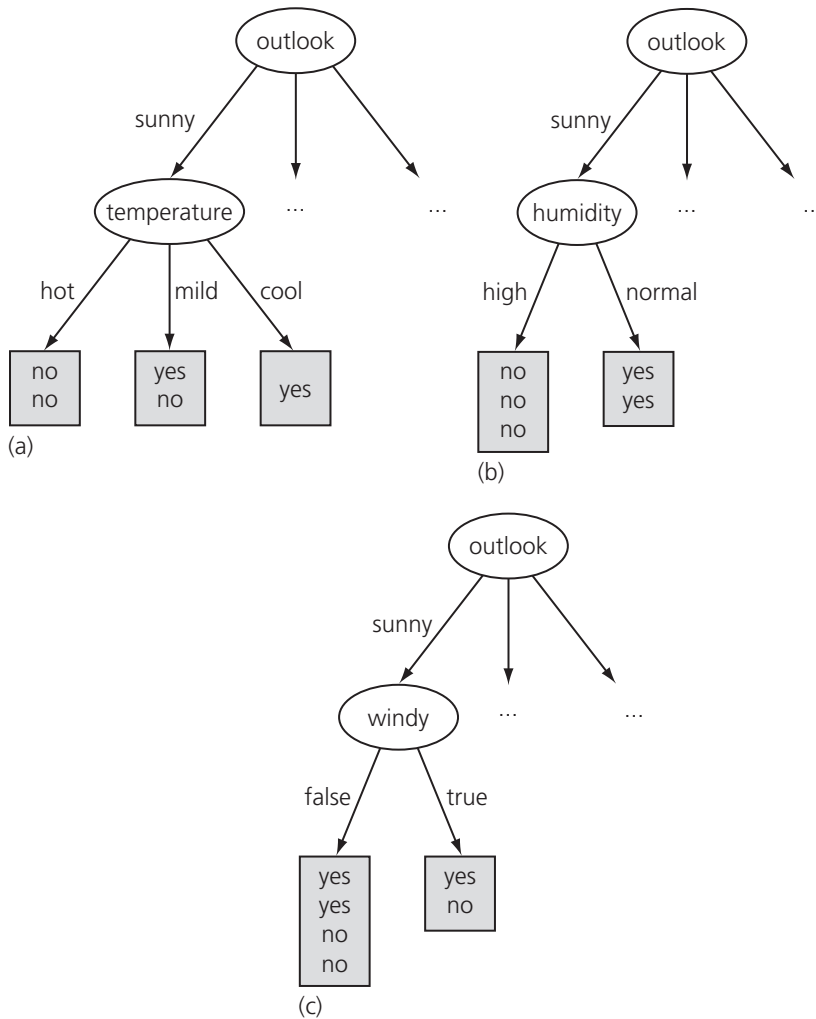 outlook
sunny
temperature
...
...
hot
mild
cool
no
no
yes
no
yes
(a)
outlook
sunny
humidity
...
..
high
normal
no
no
no
yes
yes
(b)
outlook
sunny
windy
...
...
false
true
yes
yes
no
no
yes
no
(c)